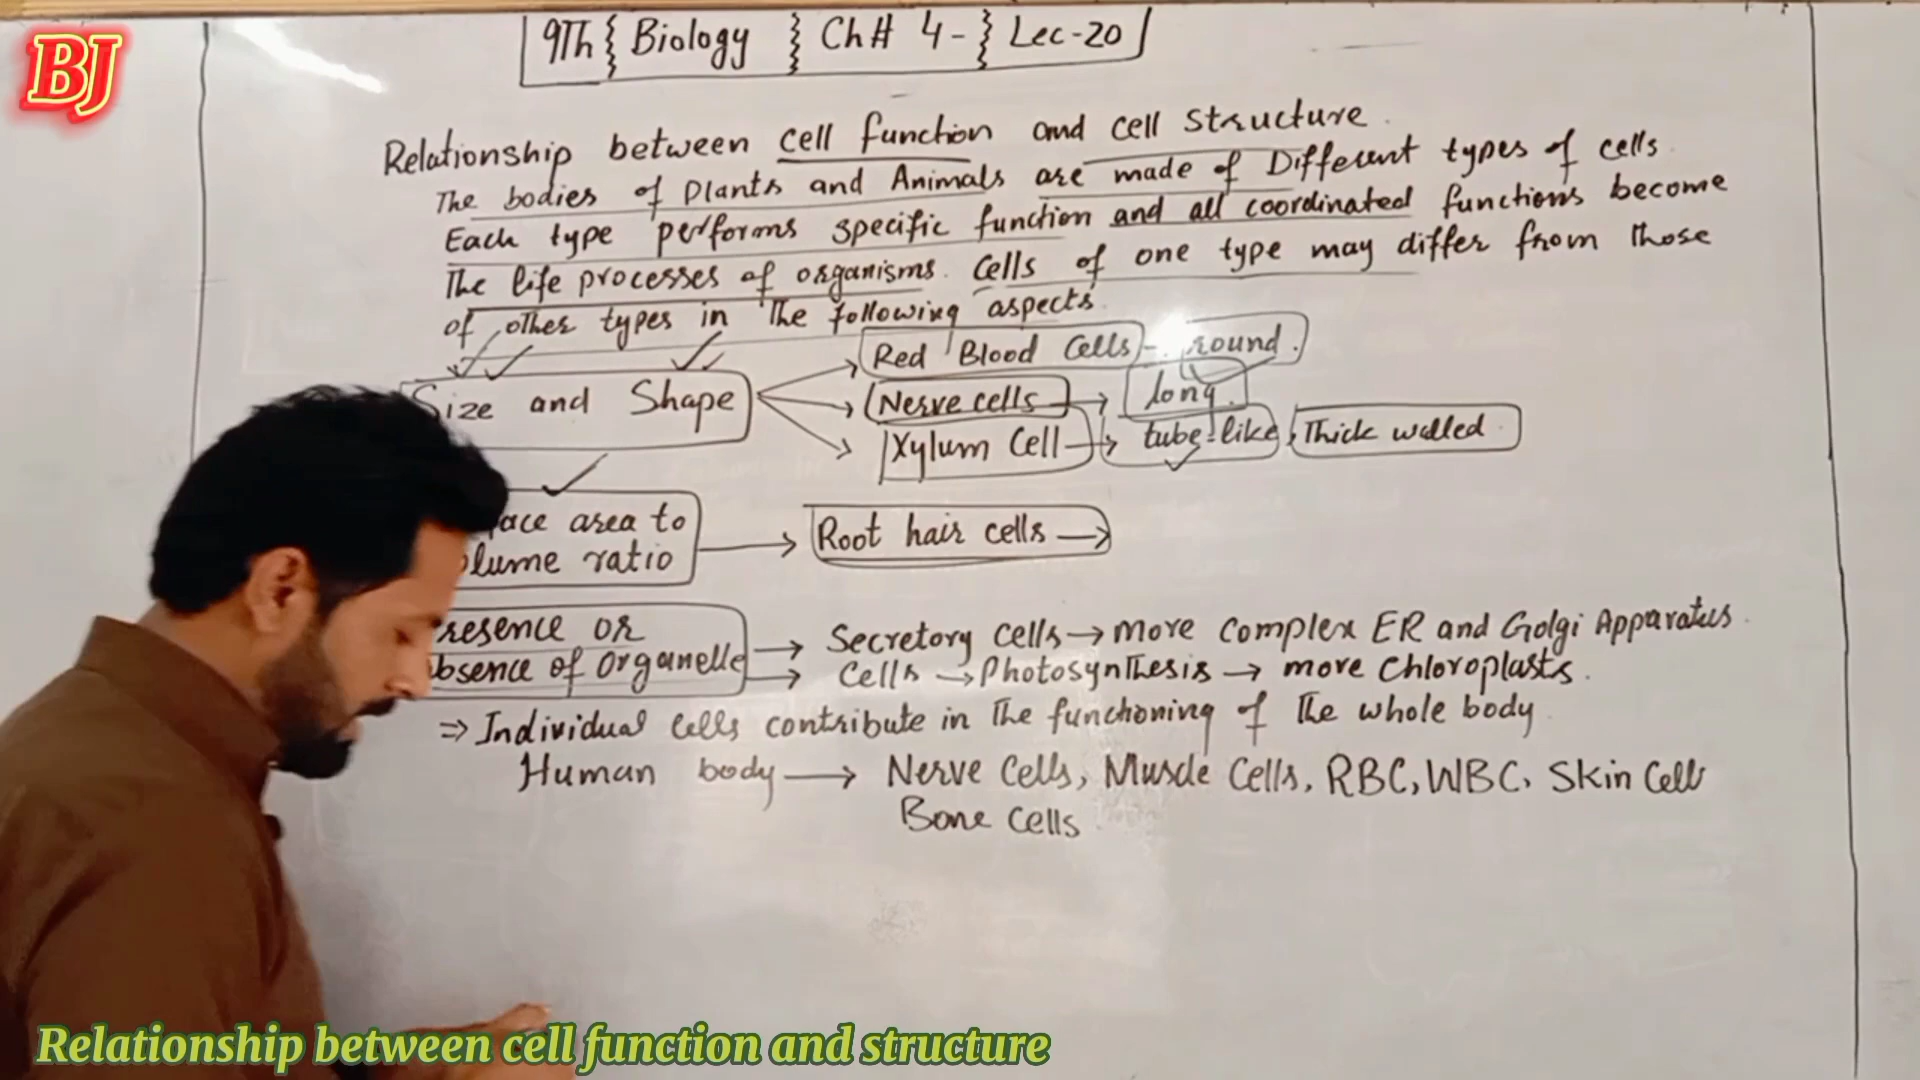 BJ
9Th { Biology } Ch# 4- } Lec-20
Relationship between cell function and cell structure.
The bodies of plants and Animals are made of Different types of cells.
Each type performs specific function and all coordinated functions become
The life processes of organisms. Cells of one type may differ from Those
of other types in The following aspects.
Size and Shape
Red Blood Cells - round.
Nerve cells → long.
Xylum Cell → tube-like, Thick walled.
face area to
lume ratio → Root hair cells →
resence or
bsence of Organelle → Secretory cells → more complex ER and Golgi Apparatus.
→ Cells → Photosynthesis → more Chloroplasts.
⇒ Individual Cells contribute in The functioning of The whole body
Human body → Nerve Cells, Muscle Cells, RBC, WBC, Skin Cells
Bone Cells
Relationship between cell function and structure